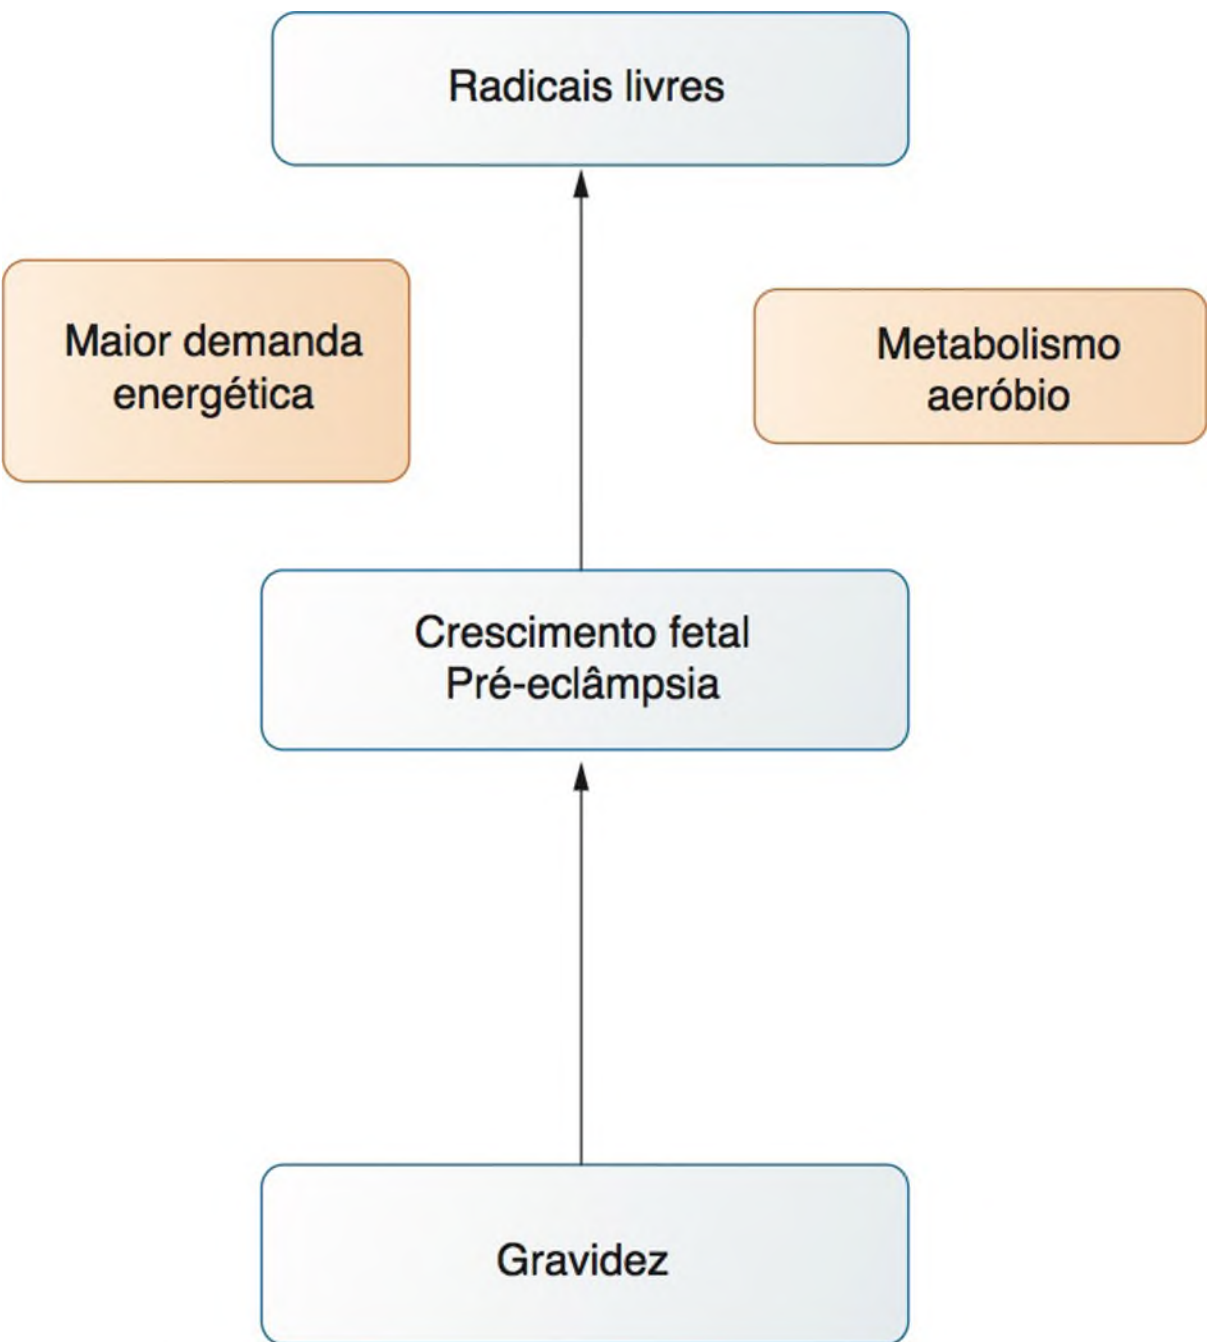 Radicais livres
Maior demanda
energética
Metabolismo
aeróbio
Crescimento fetal
Pré-eclâmpsia
Gravidez